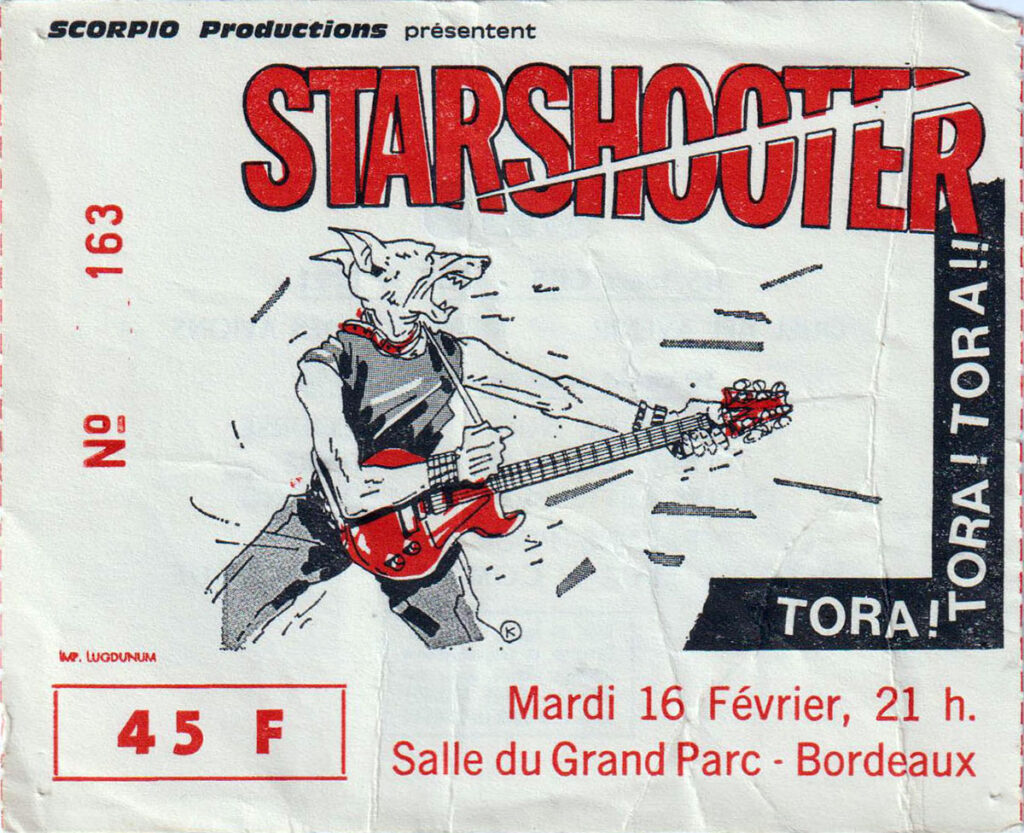 SCORPIO Productions présentent
STARSHOOTER
Nº 163
TORA! TORA! TORA!!
K
IMP. LUGDUNUM
45 F
Mardi 16 Février, 21 h.
Salle du Grand Parc - Bordeaux